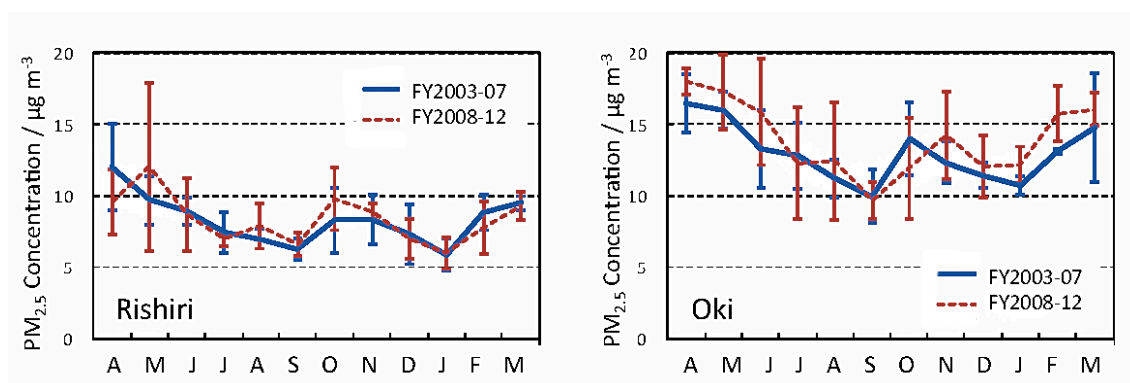 PM2.5 Concentration / µg m-3
20
15
10
5
0
FY2003-07
FY2008-12
Rishiri
A M J J A S O N D J F M
PM2.5 Concentration / µg m-3
20
15
10
5
0
FY2003-07
FY2008-12
Oki
A M J J A S O N D J F M